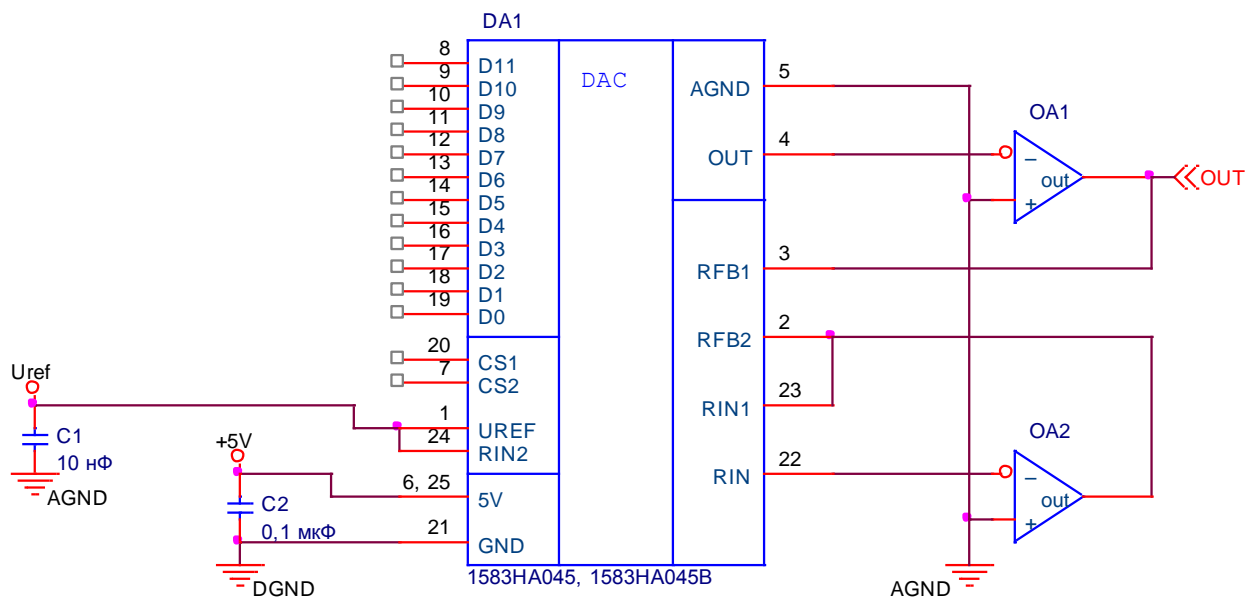 DA1
DAC
8 D11
9 D10
10 D9
11 D8
12 D7
13 D6
14 D5
15 D4
16 D3
17 D2
18 D1
19 D0
20 CS1
7 CS2
1 UREF
24 RIN2
6, 25 5V
21 GND
AGND 5
OUT 4
RFB1 3
RFB2 2
RIN1 23
RIN 22
1583НА045, 1583НА045В
Uref
C1
10 нФ
AGND
+5V
C2
0,1 мкФ
DGND
OA1
−
out
+
OUT
OA2
−
out
+
AGND